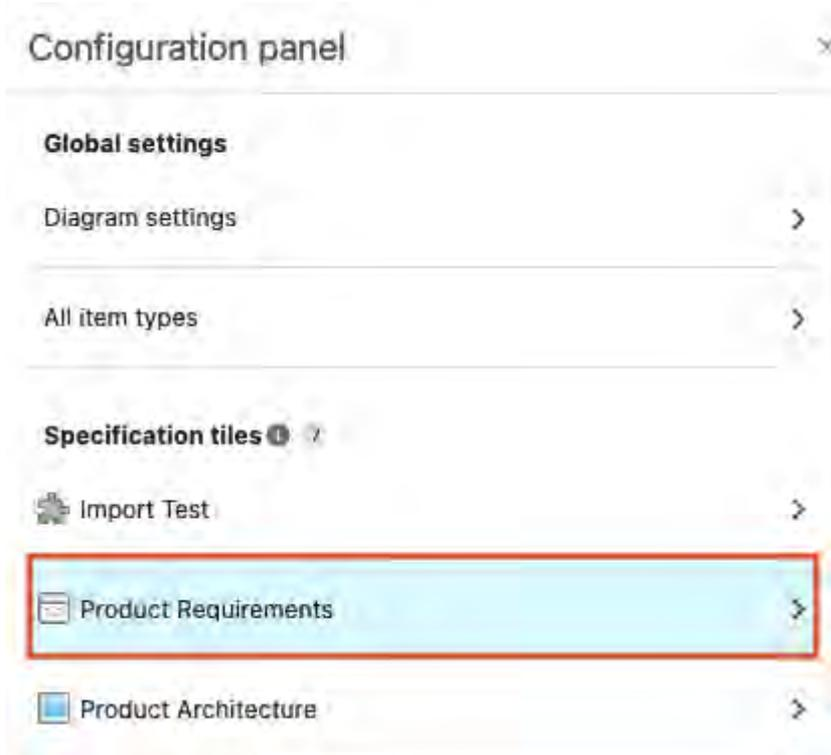 Configuration panel
Global settings
Diagram settings
All item types
Specification tiles
Import Test
Product Requirements
Product Architecture